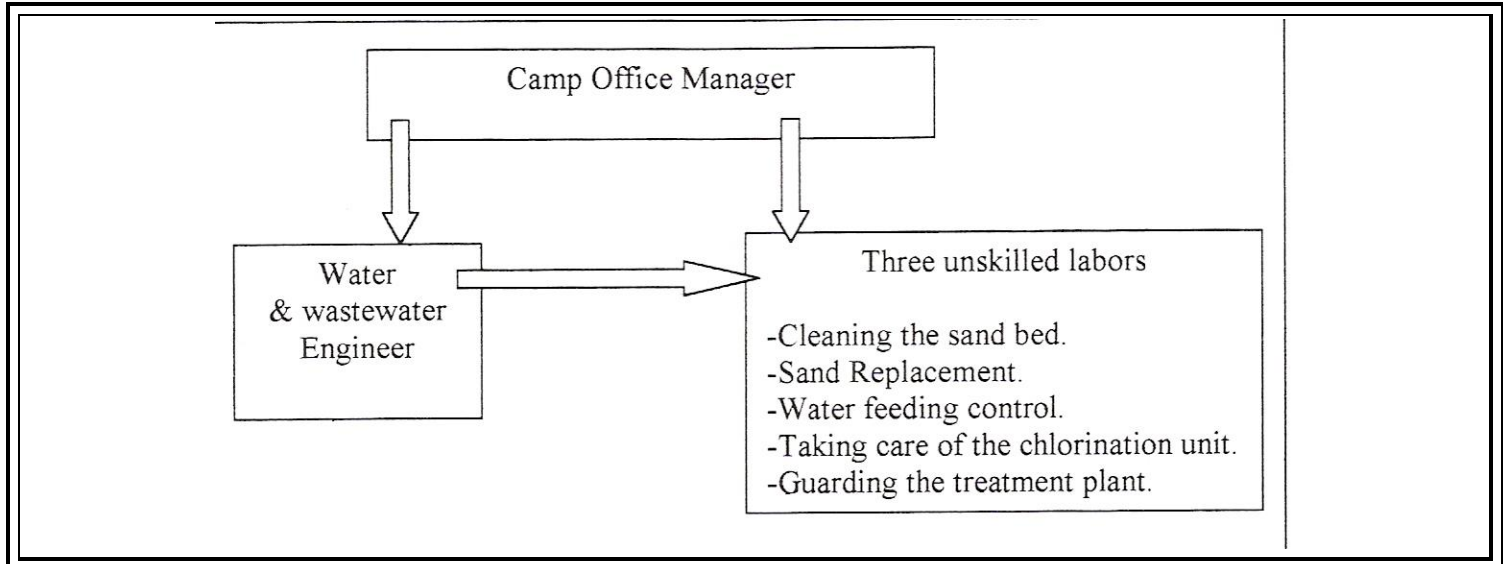 Camp Office Manager
Water
& wastewater
Engineer
Three unskilled labors
-Cleaning the sand bed.
-Sand Replacement.
-Water feeding control.
-Taking care of the chlorination unit.
-Guarding the treatment plant.